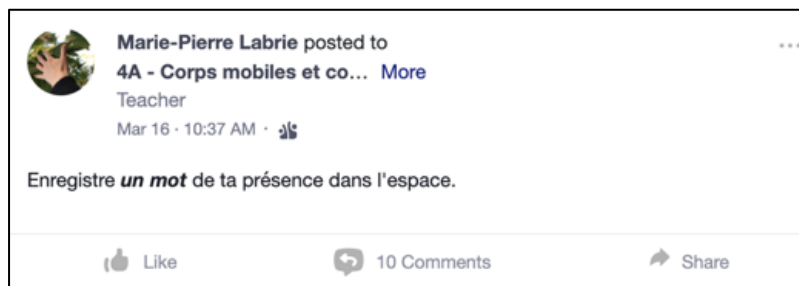 Marie-Pierre Labrie posted to
4A - Corps mobiles et co... More
Teacher
Mar 16 · 10:37 AM ·
Enregistre un mot de ta présence dans l'espace.
Like 10 Comments Share